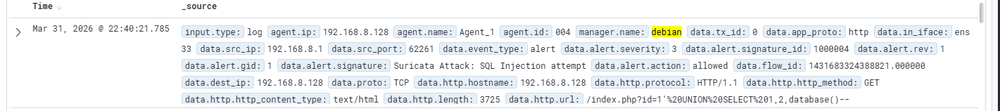 Time ↓ _source
Mar 31, 2026 @ 22:40:21.785 input.type: log agent.ip: 192.168.8.128 agent.name: Agent_1 agent.id: 004 manager.name: debian data.tx_id: 0 data.app_proto: http data.in_iface: ens
33 data.src_ip: 192.168.8.1 data.src_port: 62261 data.event_type: alert data.alert.severity: 3 data.alert.signature_id: 1000004 data.alert.rev: 1
data.alert.gid: 1 data.alert.signature: Suricata Attack: SQL Injection attempt data.alert.action: allowed data.flow_id: 1431683324388821.000000
data.dest_ip: 192.168.8.128 data.proto: TCP data.http.hostname: 192.168.8.128 data.http.protocol: HTTP/1.1 data.http.http_method: GET
data.http.http_content_type: text/html data.http.length: 3725 data.http.url: /index.php?id=1'%20UNION%20SELECT%201,2,database()--